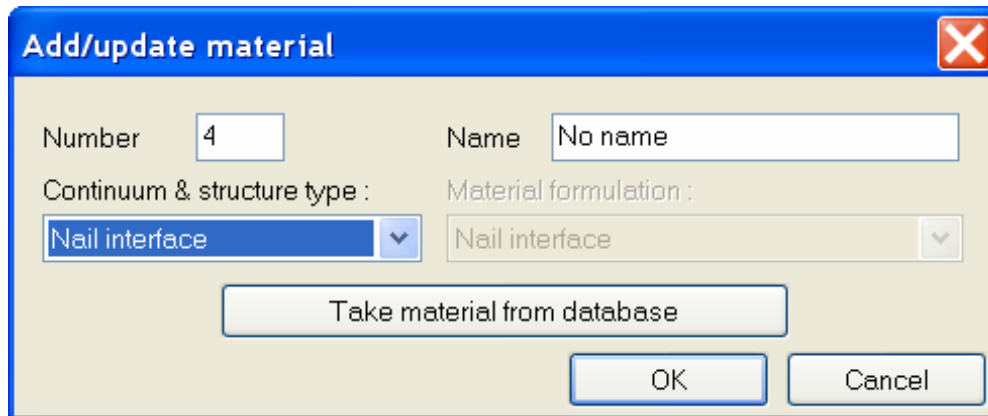 Add/update material
Number 4 Name No name
Continuum & structure type : Material formulation :
Nail interface Nail interface
Take material from database
OK Cancel